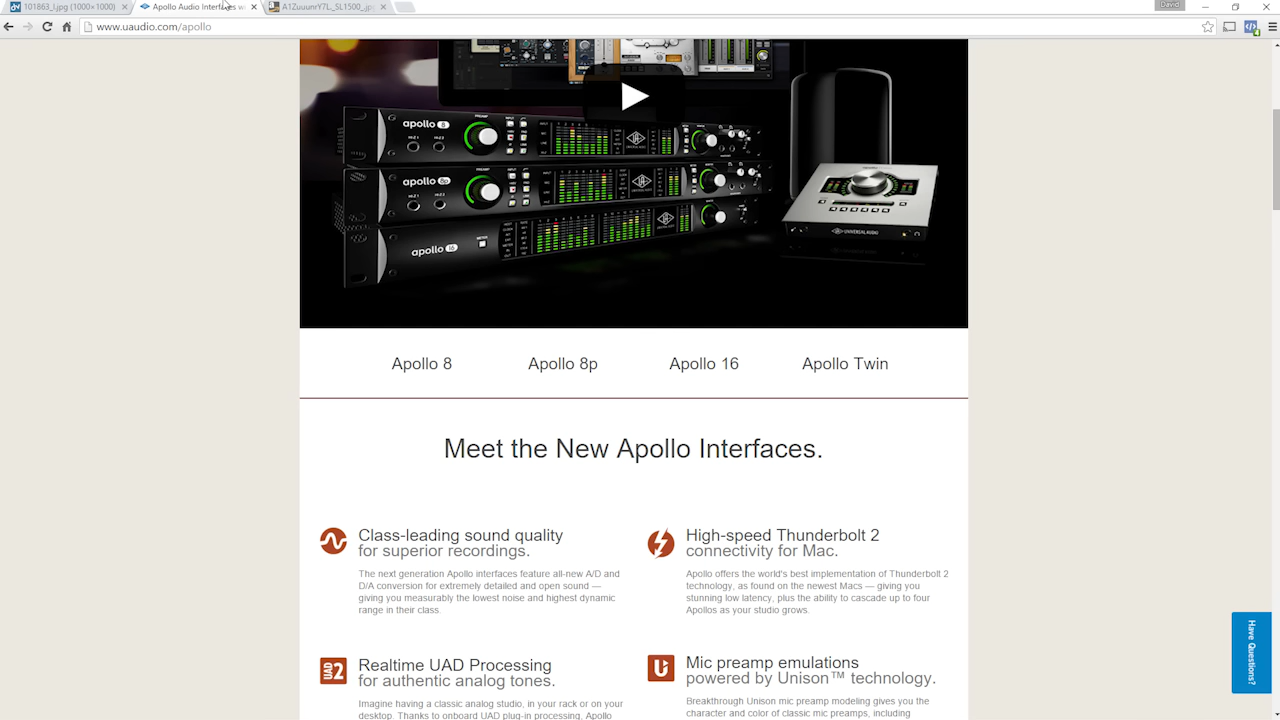 101863_l.jpg (1000×1000)
Apollo Audio Interfaces w
A1ZuuunrY7L._SL1500_.jp
David
www.uaudio.com/apollo
apollo 8
apollo 8p
apollo 16
UNIVERSAL AUDIO
Apollo 8
Apollo 8p
Apollo 16
Apollo Twin
Meet the New Apollo Interfaces.
Class-leading sound quality
for superior recordings.
The next generation Apollo interfaces feature all-new A/D and
D/A conversion for extremely detailed and open sound —
giving you measurably the lowest noise and highest dynamic
range in their class.
High-speed Thunderbolt 2
connectivity for Mac.
Apollo offers the world's best implementation of Thunderbolt 2
technology, as found on the newest Macs — giving you
stunning low latency, plus the ability to cascade up to four
Apollos as your studio grows.
UAD 2
Realtime UAD Processing
for authentic analog tones.
Imagine having a classic analog studio, in your rack or on your
desktop. Thanks to onboard UAD plug-in processing, Apollo
Mic preamp emulations
powered by Unison™ technology.
Breakthrough Unison mic preamp modeling gives you the
character and color of classic mic preamps, including
Have Questions?